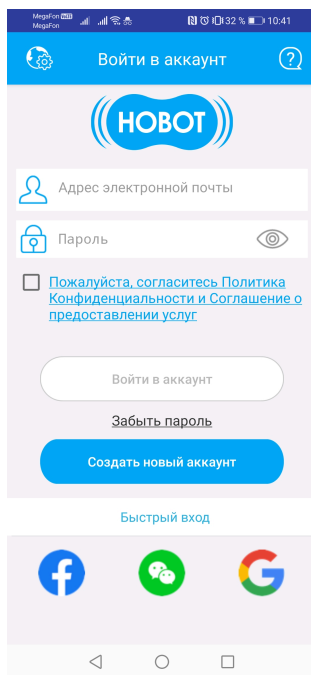 MegaFon VoWiFi
MegaFon
32 % 10:41
Войти в аккаунт
HOBOT
Адрес электронной почты
Пароль
Пожалуйста, согласитесь Политика
Конфиденциальности и Соглашение о
предоставлении услуг
Войти в аккаунт
Забыть пароль
Создать новый аккаунт
Быстрый вход